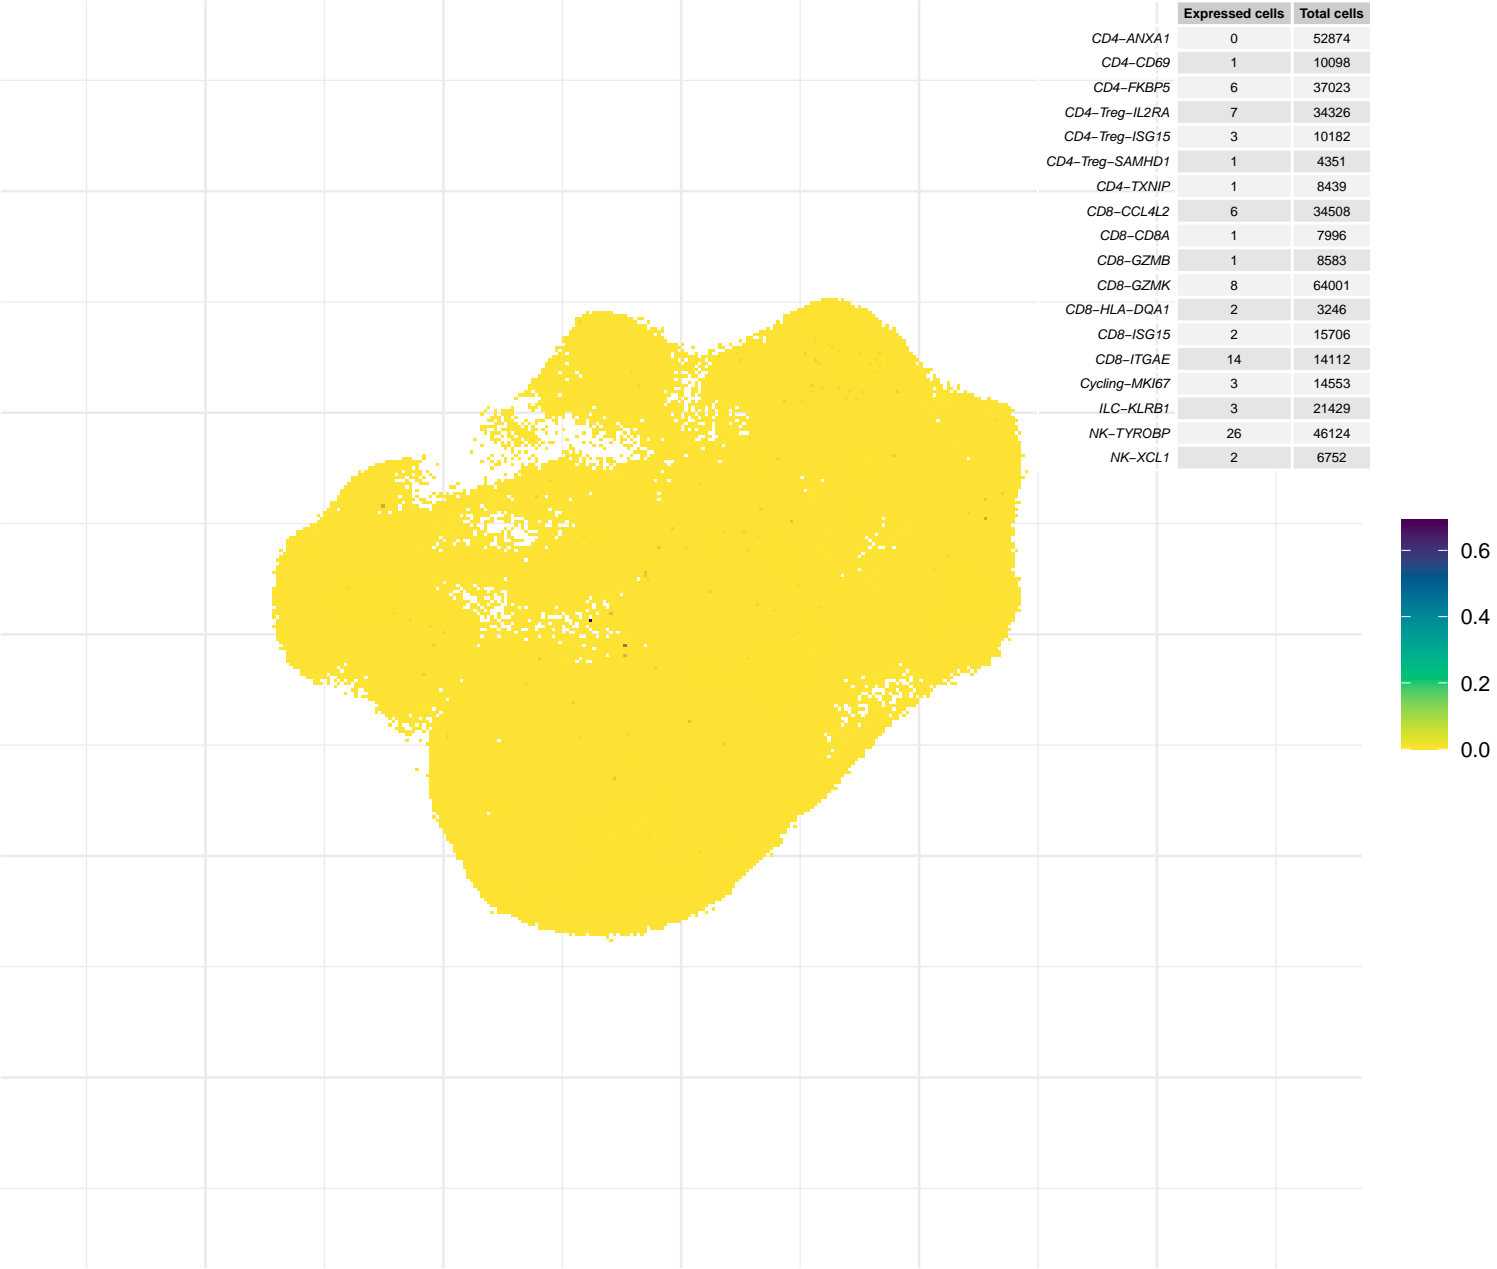 Expressed cells Total cells
CD4−ANXA1 0 52874
CD4−CD69 1 10098
CD4−FKBP5 6 37023
CD4−Treg−IL2RA 7 34326
CD4−Treg−ISG15 3 10182
CD4−Treg−SAMHD1 1 4351
CD4−TXNIP 1 8439
CD8−CCL4L2 6 34508
CD8−CD8A 1 7996
CD8−GZMB 1 8583
CD8−GZMK 8 64001
CD8−HLA−DQA1 2 3246
CD8−ISG15 2 15706
CD8−ITGAE 14 14112
Cycling−MKI67 3 14553
ILC−KLRB1 3 21429
NK−TYROBP 26 46124
NK−XCL1 2 6752
0.6
0.4
0.2
0.0